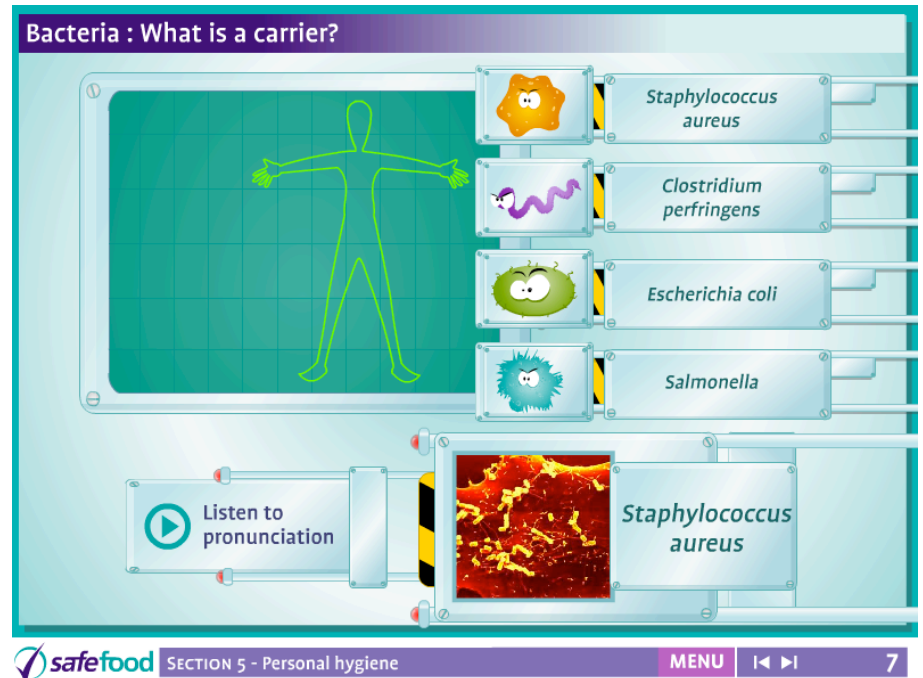 Bacteria : What is a carrier?
Staphylococcus
aureus
Clostridium
perfringens
Escherichia coli
Salmonella
Listen to
pronunciation
Staphylococcus
aureus
safefood SECTION 5 - Personal hygiene MENU 7